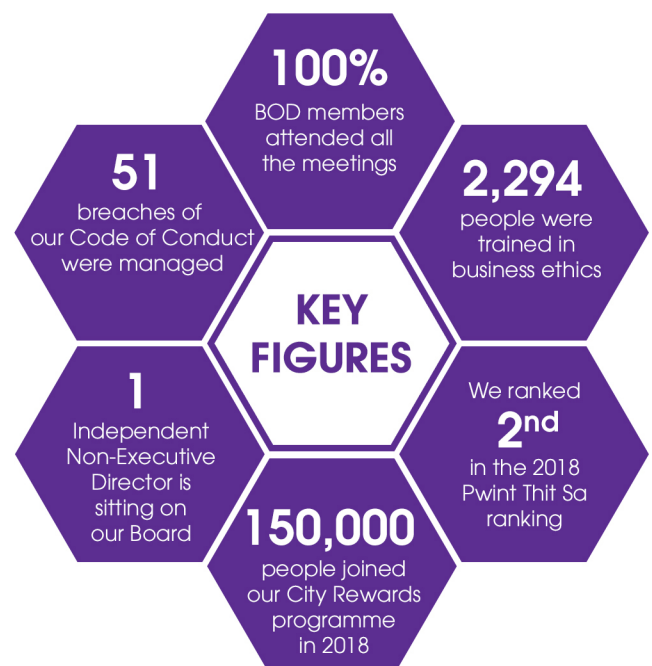 100%
BOD members
attended all
the meetings
51
breaches of
our Code of Conduct
were managed
2,294
people were
trained in
business ethics
KEY
FIGURES
1
Independent
Non-Executive
Director is
sitting on
our Board
We ranked
2nd
in the 2018
Pwint Thit Sa
ranking
150,000
people joined
our City Rewards
programme
in 2018